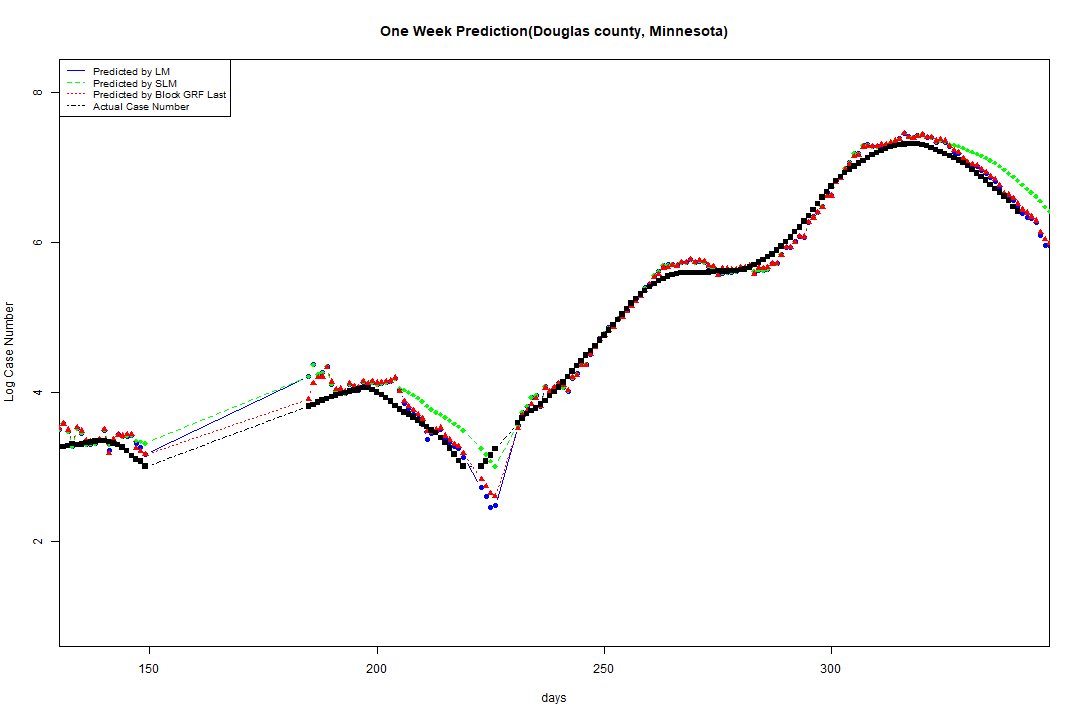 One Week Prediction(Douglas county, Minnesota)
Predicted by LM
Predicted by SLM
Predicted by Block GRF Last
Actual Case Number
8
6
4
2
Log Case Number
150 200 250 300
days